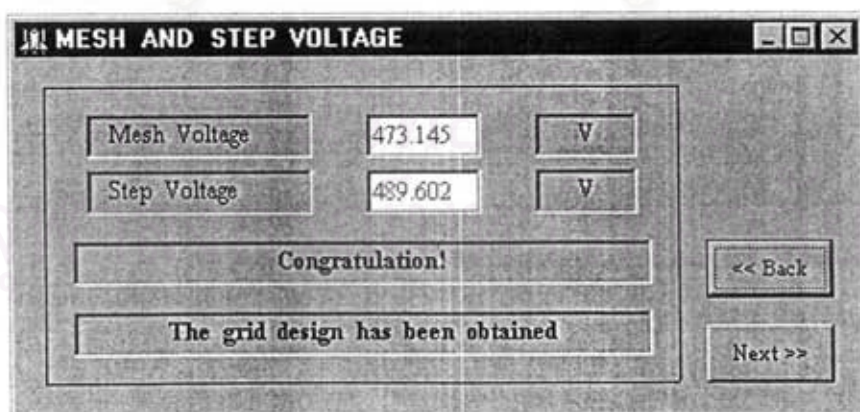 MESH AND STEP VOLTAGE
Mesh Voltage 473.145 V
Step Voltage 489.602 V
Congratulation!
<< Back
The grid design has been obtained
Next >>